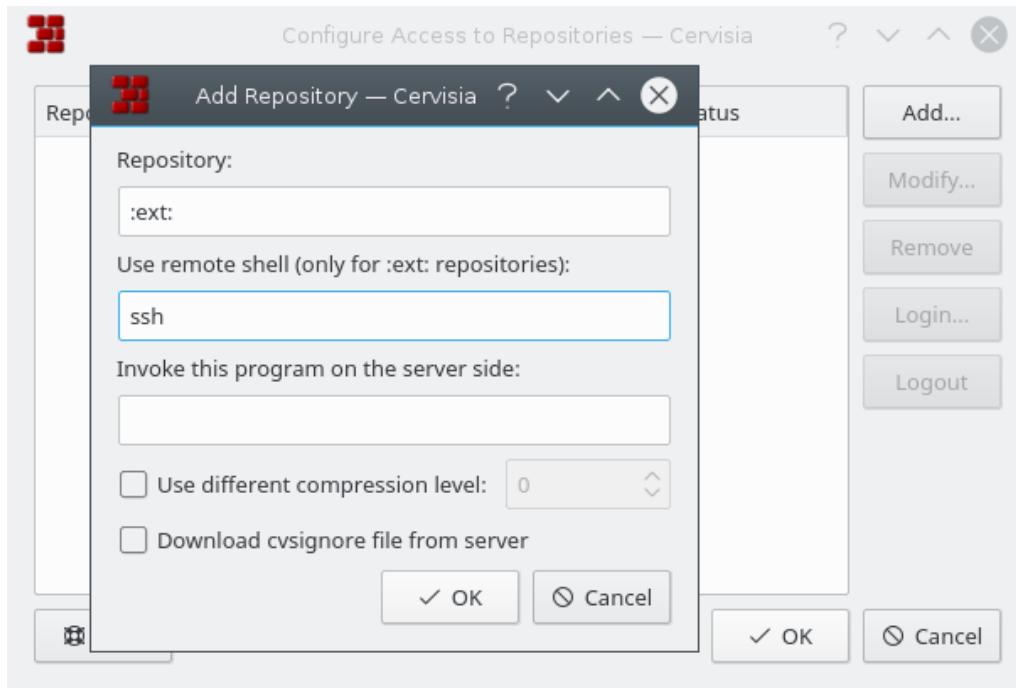 Configure Access to Repositories — Cervisia
Add Repository — Cervisia
Add...
Repository:
Modify...
:ext:
Remove
Use remote shell (only for :ext: repositories):
ssh
Login...
Invoke this program on the server side:
Logout
Use different compression level: 0
Download cvsignore file from server
OK Cancel
OK Cancel